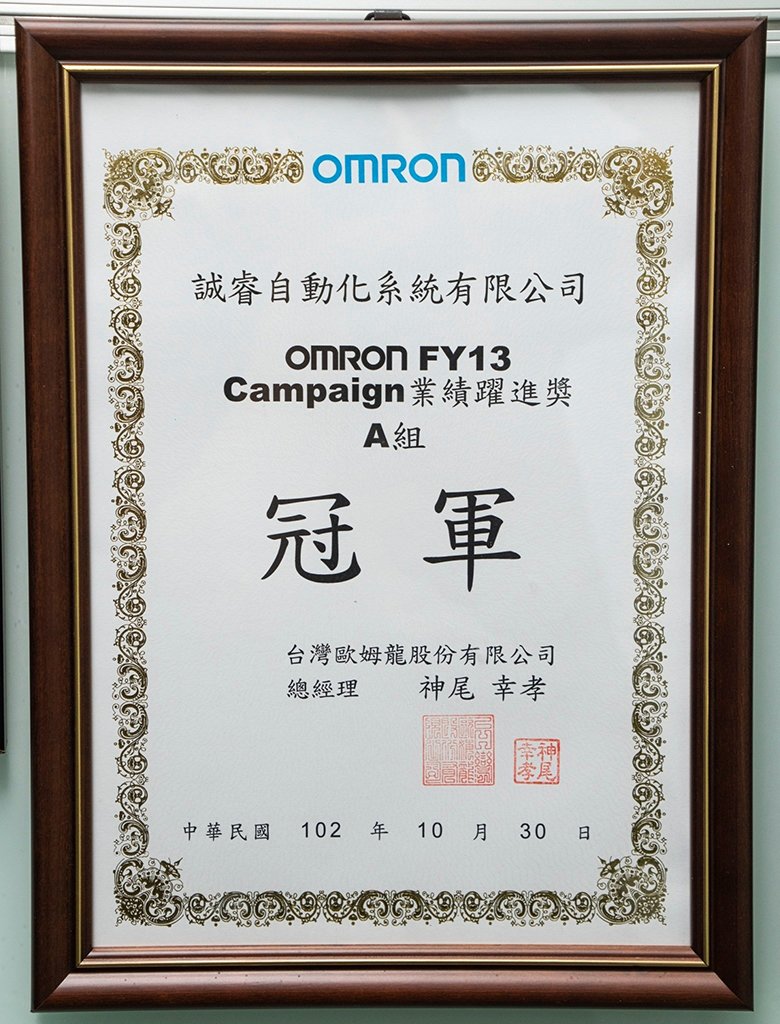 OMRON
誠睿自動化系統有限公司
OMRON FY13
Campaign業績躍進獎
A組
冠軍
台灣歐姆龍股份有限公司
總經理 神尾 幸孝
神尾
幸孝
中華民國 102 年 10 月 30 日